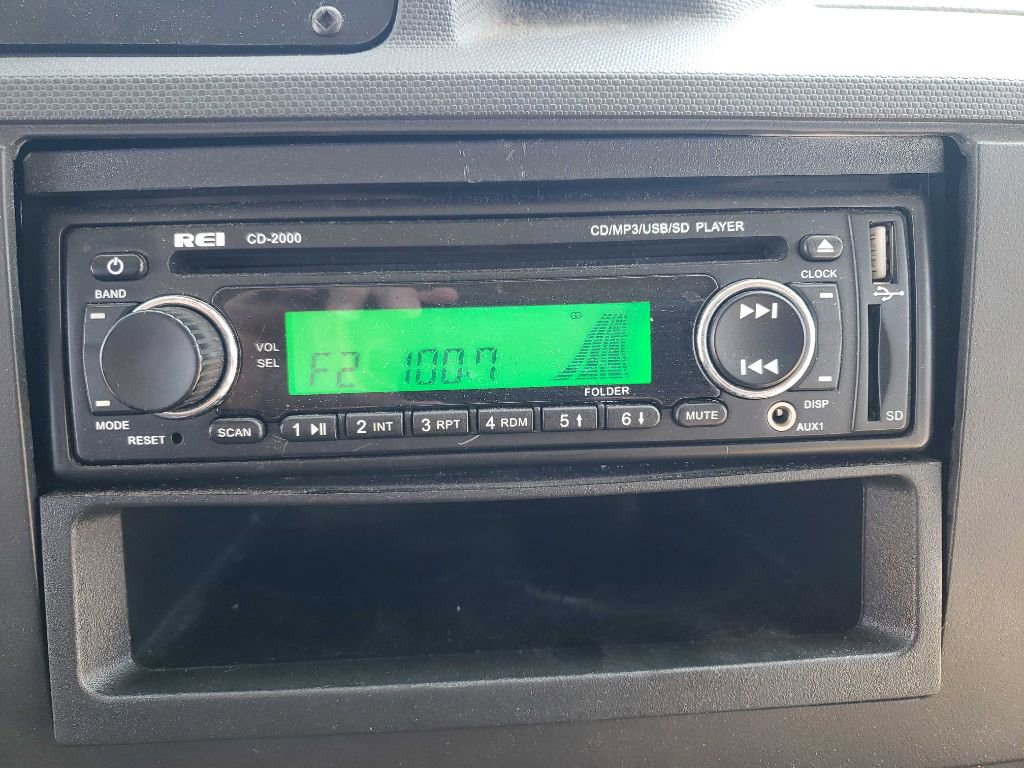 REI CD-2000
CD/MP3/USB/SD PLAYER
CLOCK
BAND
VOL
SEL
F2 100.7
FOLDER
MODE
RESET
SCAN
1
2 INT
3 RPT
4 RDM
5
6
MUTE
DISP
AUX1
SD